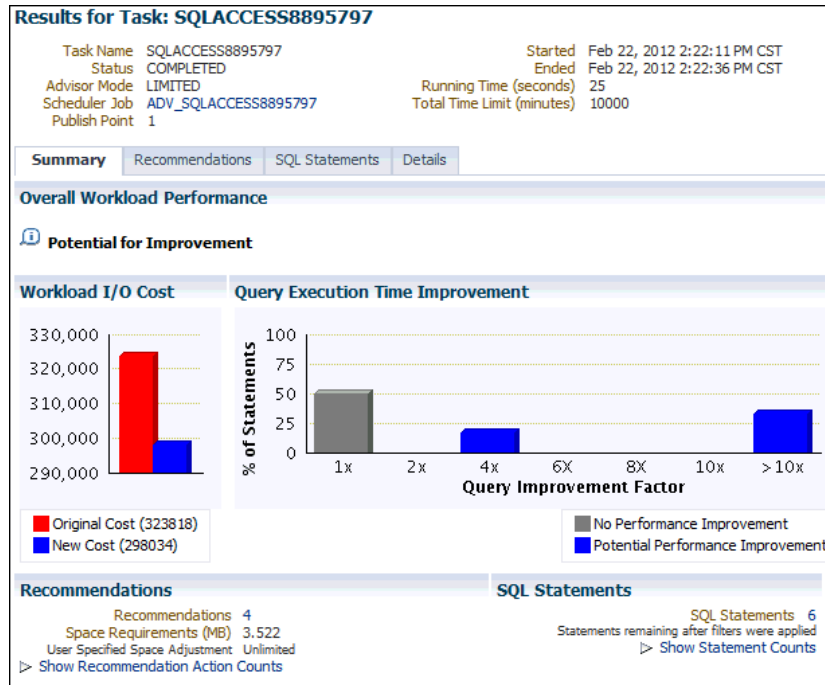 Results for Task: SQLACCESS8895797
Task Name SQLACCESS8895797
Status COMPLETED
Advisor Mode LIMITED
Scheduler Job ADV_SQLACCESS8895797
Publish Point 1
Started Feb 22, 2012 2:22:11 PM CST
Ended Feb 22, 2012 2:22:36 PM CST
Running Time (seconds) 25
Total Time Limit (minutes) 10000
Summary Recommendations SQL Statements Details
Overall Workload Performance
Potential for Improvement
Workload I/O Cost
330,000
320,000
310,000
300,000
290,000
Original Cost (323818)
New Cost (298034)
Query Execution Time Improvement
% of Statements
100
75
50
25
0
1x 2x 4x 6X 8X 10x >10x
Query Improvement Factor
No Performance Improvement
Potential Performance Improvement
Recommendations
Recommendations 4
Space Requirements (MB) 3.522
User Specified Space Adjustment Unlimited
Show Recommendation Action Counts
SQL Statements
SQL Statements 6
Statements remaining after filters were applied
Show Statement Counts